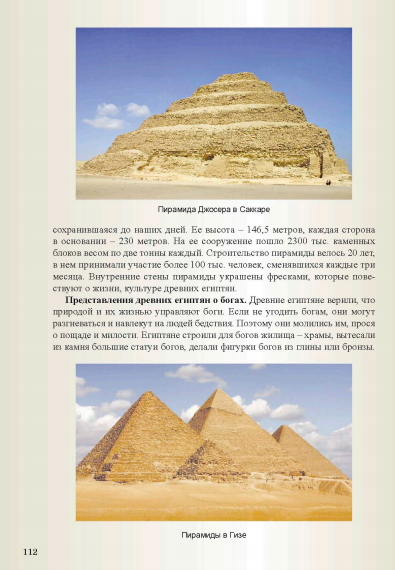 Пирамида Джосера в Саккаре
сохранившаяся до наших дней. Ее высота – 146,5 метров, каждая сторона
в основании – 230 метров. На ее сооружение пошло 2300 тыс. каменных
блоков весом по две тонны каждый. Строительство пирамиды велось 20 лет,
в нем принимали участие более 100 тыс. человек, сменявшихся каждые три
месяца. Внутренние стены пирамиды украшены фресками, которые пове-
ствуют о жизни, культуре древних египтян.
Представления древних египтян о богах. Древние египтяне верили, что
природой и их жизнью управляют боги. Если не угодить богам, они могут
разгневаться и навлекут на людей бедствия. Поэтому они молились им, прося
о пощаде и милости. Египтяне строили для богов жилища – храмы, вытесали
из камня большие статуи богов, делали фигурки богов из глины или бронзы.
Пирамиды в Гизе
112